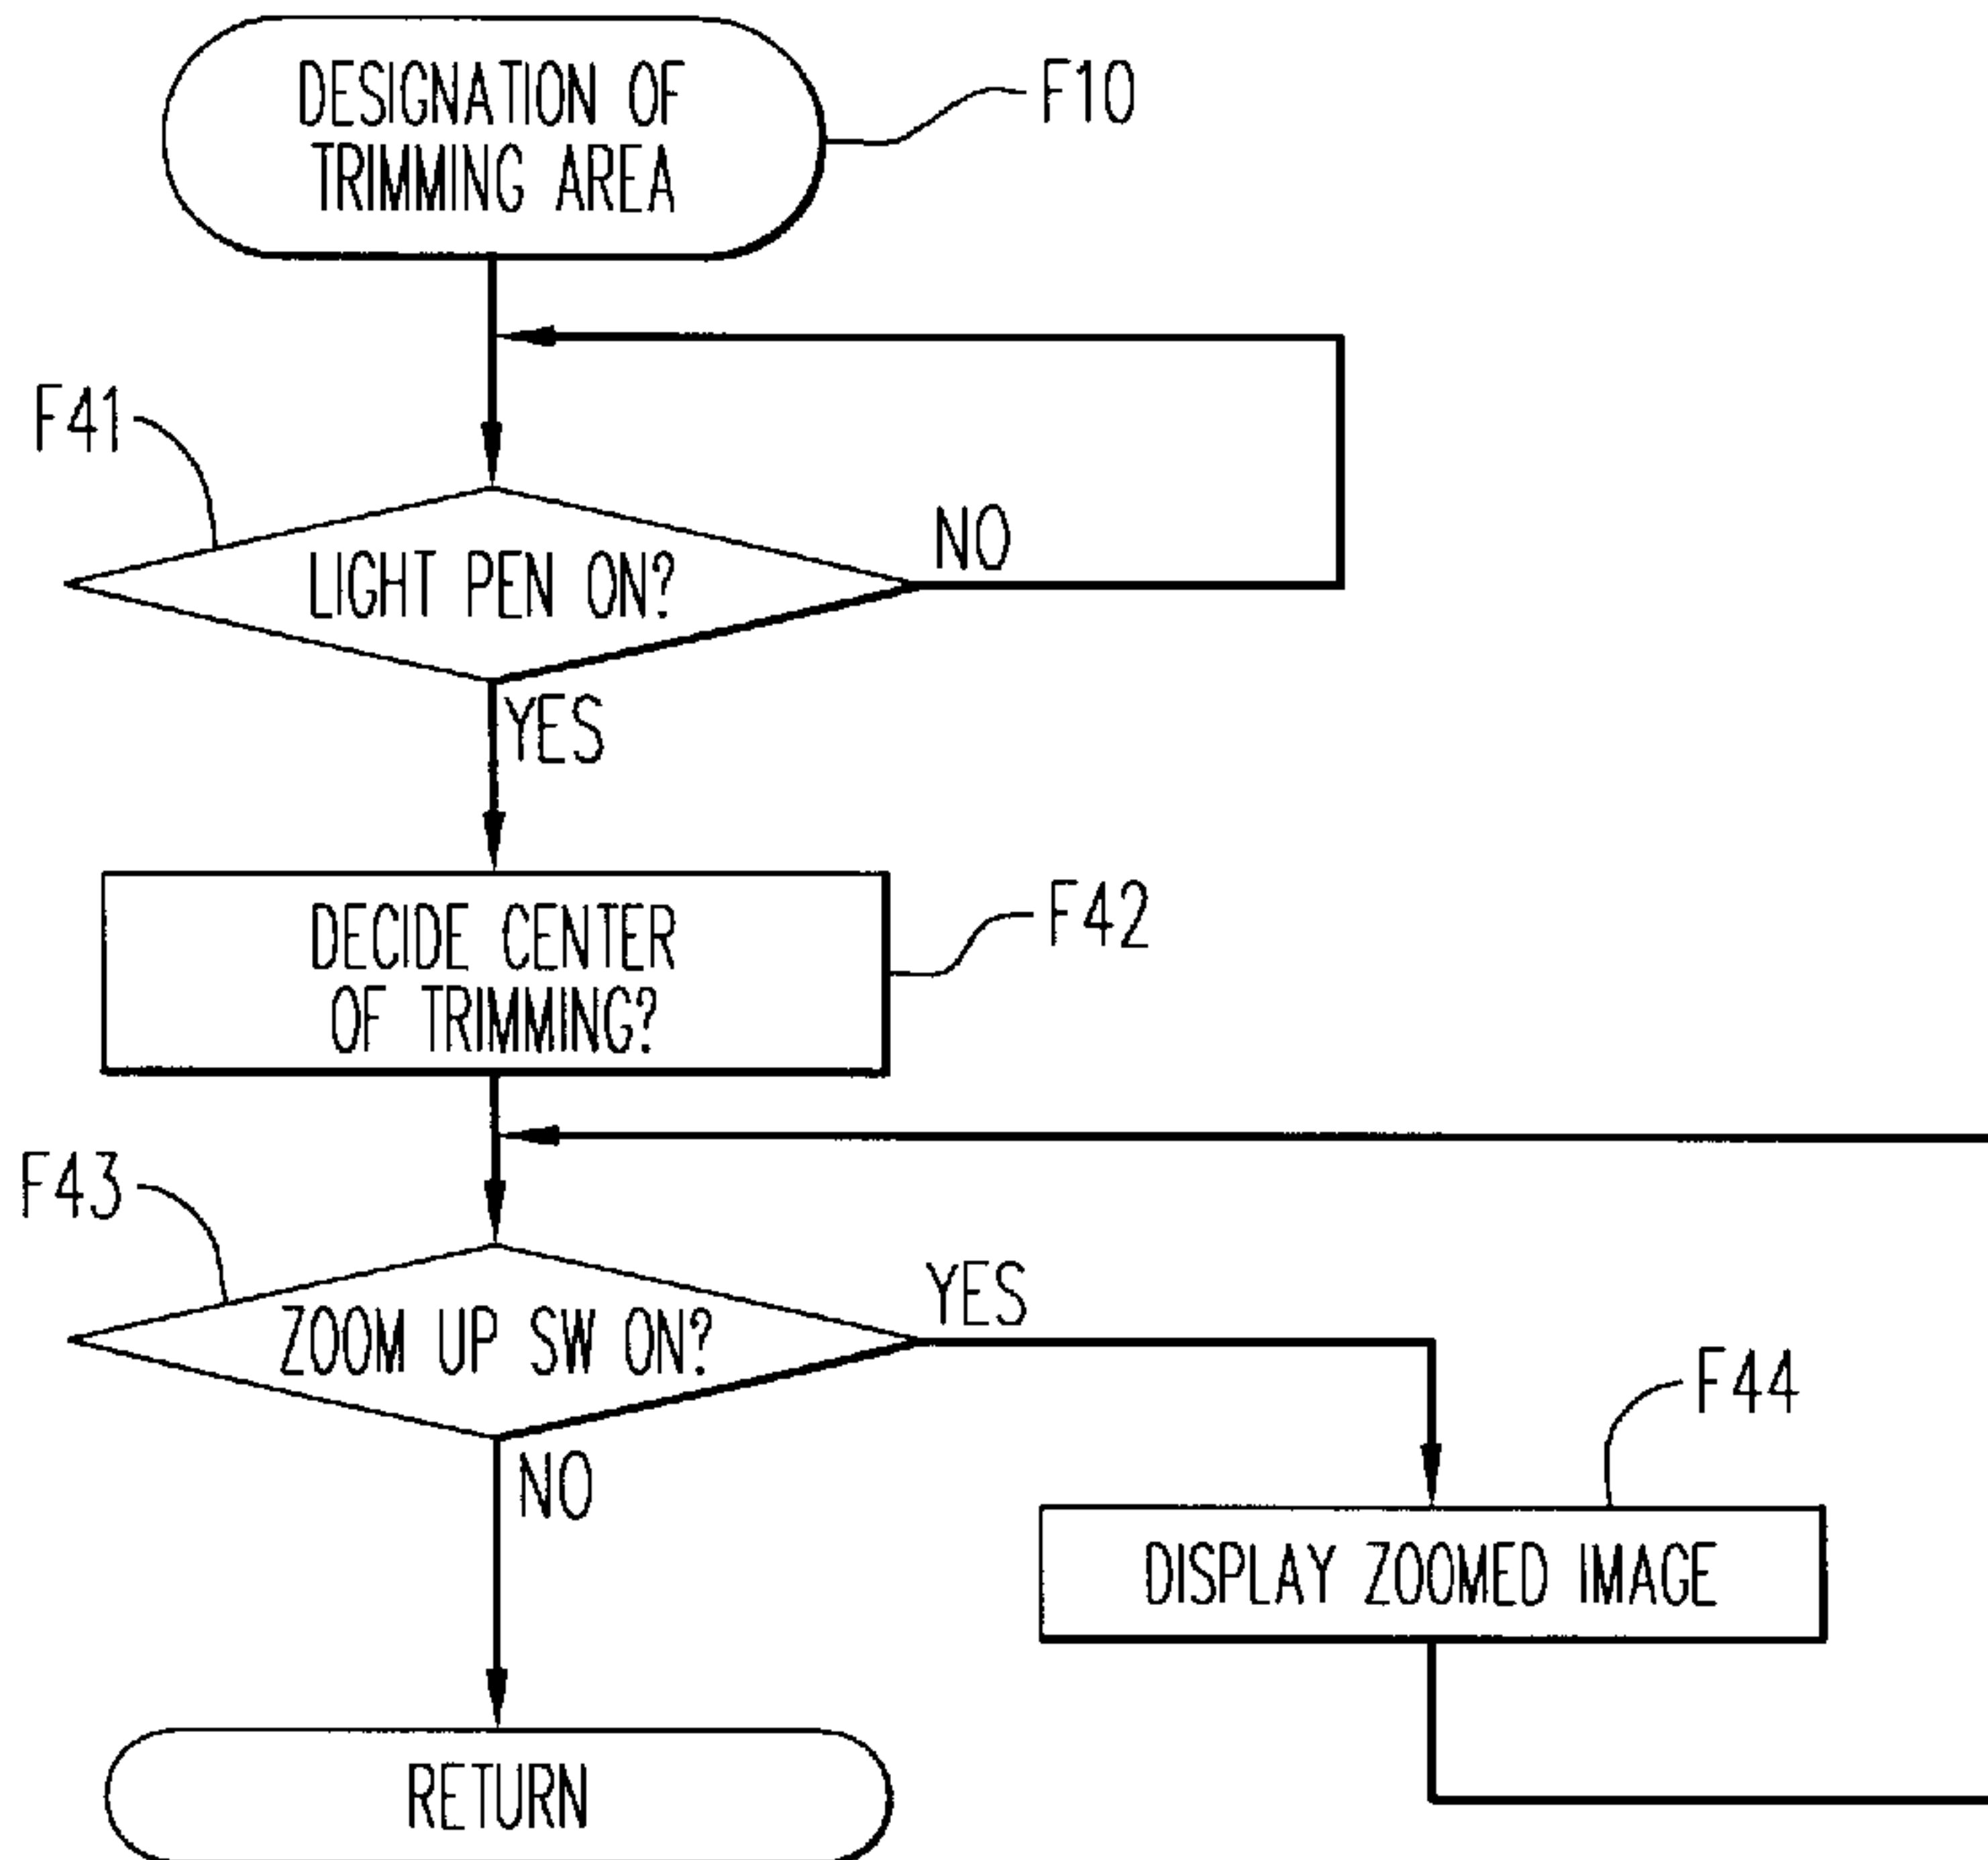 DESIGNATION OF
TRIMMING AREA
F10
F41
LIGHT PEN ON?
NO
YES
DECIDE CENTER
OF TRIMMING?
F42
F43
ZOOM UP SW ON?
YES
NO
F44
DISPLAY ZOOMED IMAGE
RETURN